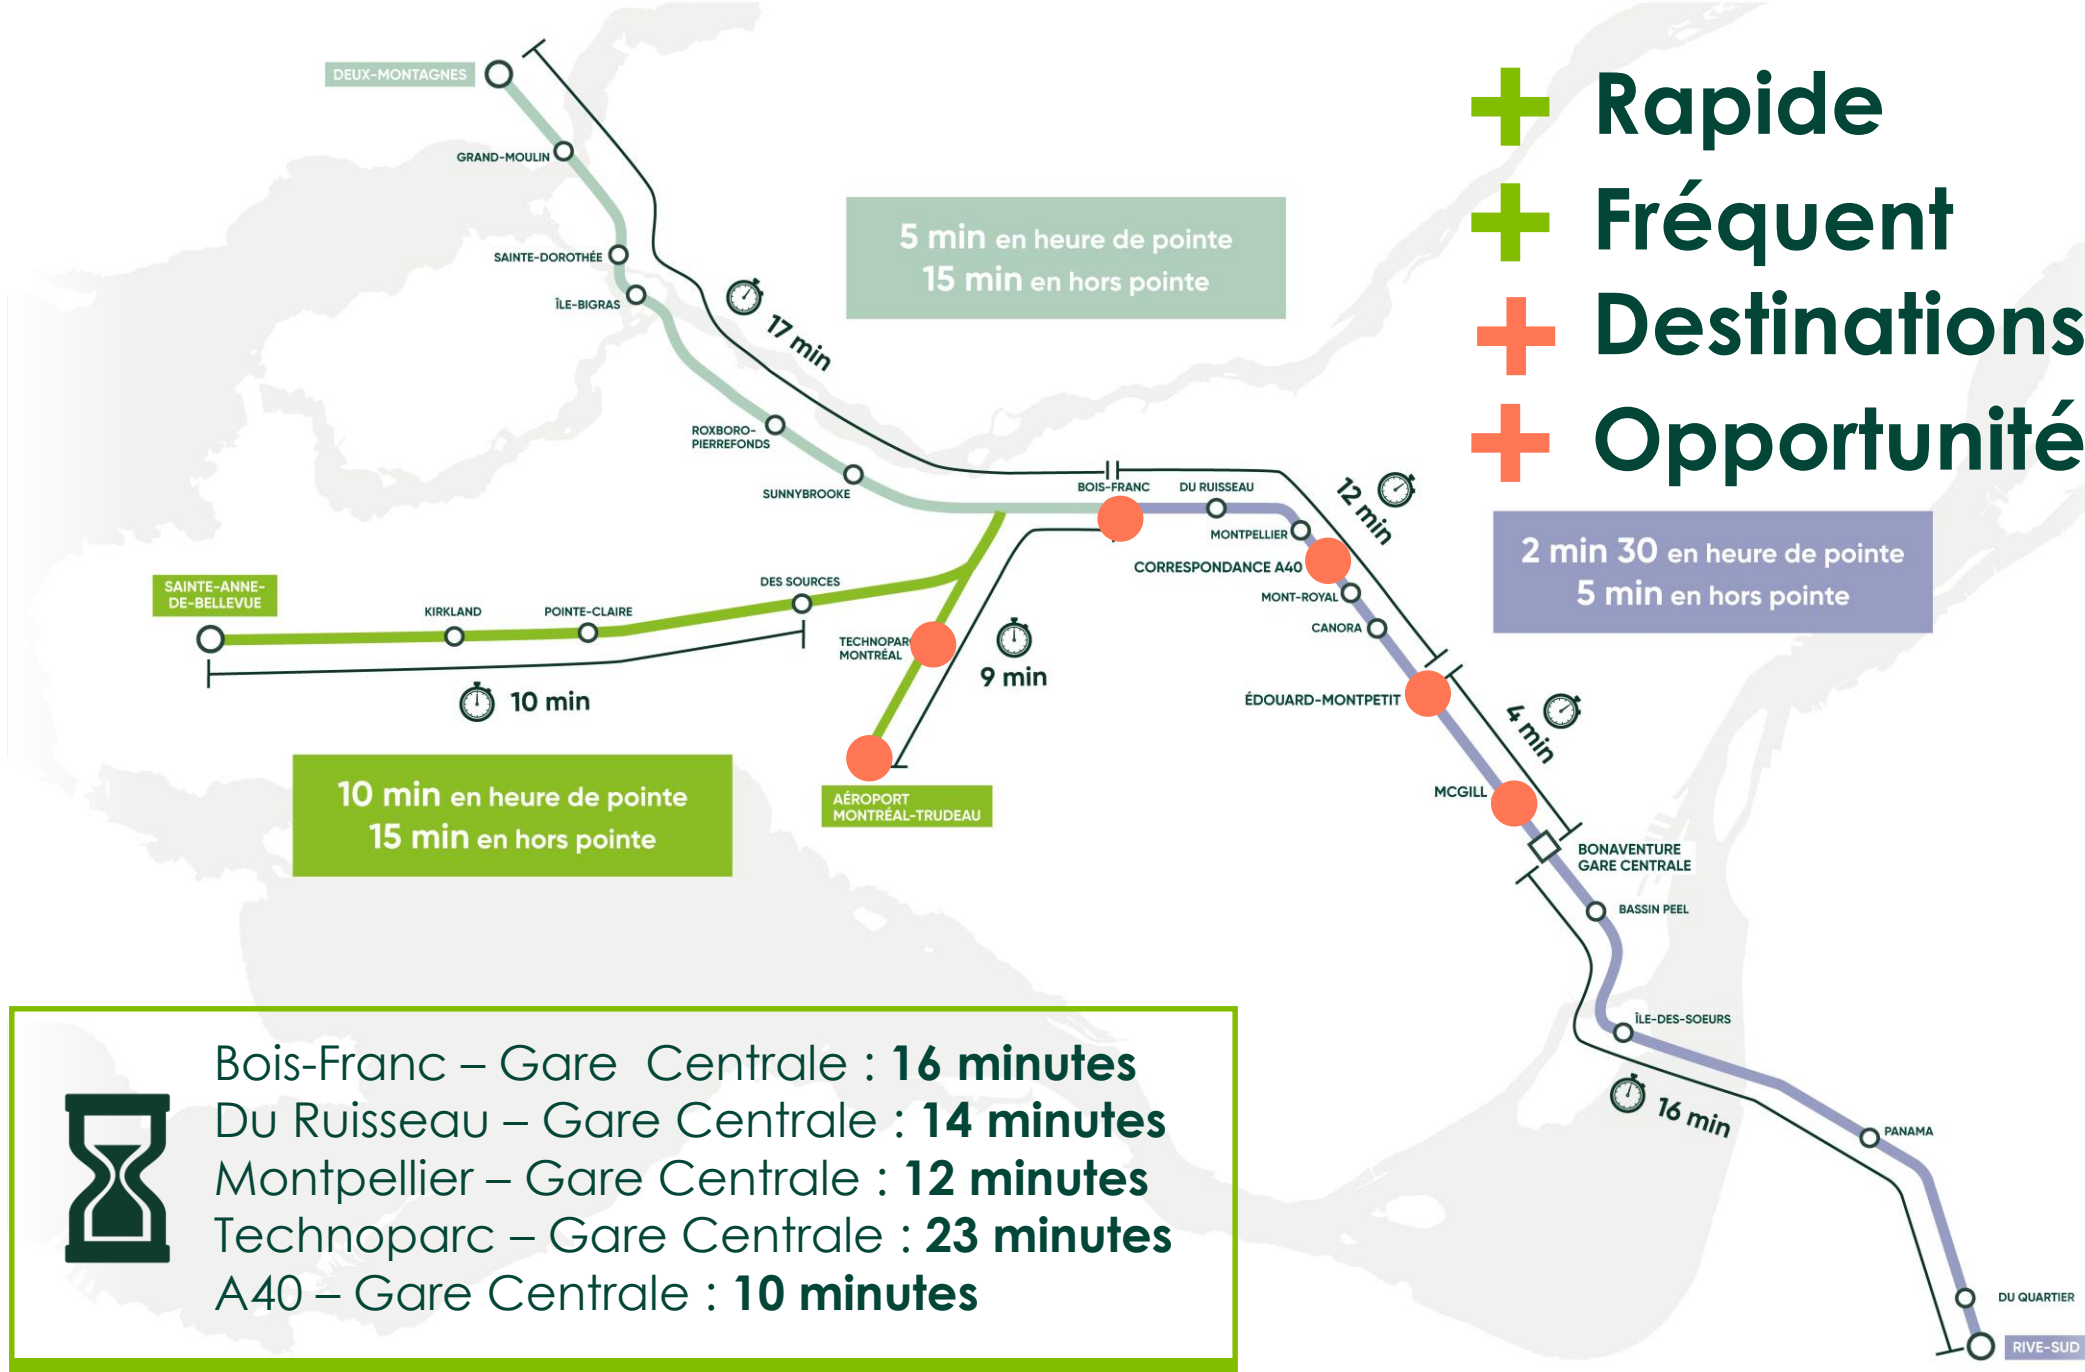 DEUX-MONTAGNES
GRAND-MOULIN
SAINTE-DOROTHÉE
ÎLE-BIGRAS
17 min
5 min en heure de pointe
15 min en hors pointe
+ Rapide
+ Fréquent
+ Destinations
+ Opportunité
ROXBORO-
PIERREFONDS
SUNNYBROOKE
BOIS-FRANC
DU RUISSEAU
12 min
MONTPELLIER
CORRESPONDANCE A40
MONT-ROYAL
CANORA
2 min 30 en heure de pointe
5 min en hors pointe
SAINTE-ANNE-
DE-BELLEVUE
KIRKLAND
POINTE-CLAIRE
DES SOURCES
10 min
TECHNOPAR
MONTRÉAL
9 min
ÉDOUARD-MONTPETIT
4 min
10 min en heure de pointe
15 min en hors pointe
AÉROPORT
MONTRÉAL-TRUDEAU
MCGILL
BONAVENTURE
GARE CENTRALE
BASSIN PEEL
ÎLE-DES-SOEURS
16 min
PANAMA
DU QUARTIER
RIVE-SUD
Bois-Franc – Gare Centrale : 16 minutes
Du Ruisseau – Gare Centrale : 14 minutes
Montpellier – Gare Centrale : 12 minutes
Technoparc – Gare Centrale : 23 minutes
A40 – Gare Centrale : 10 minutes